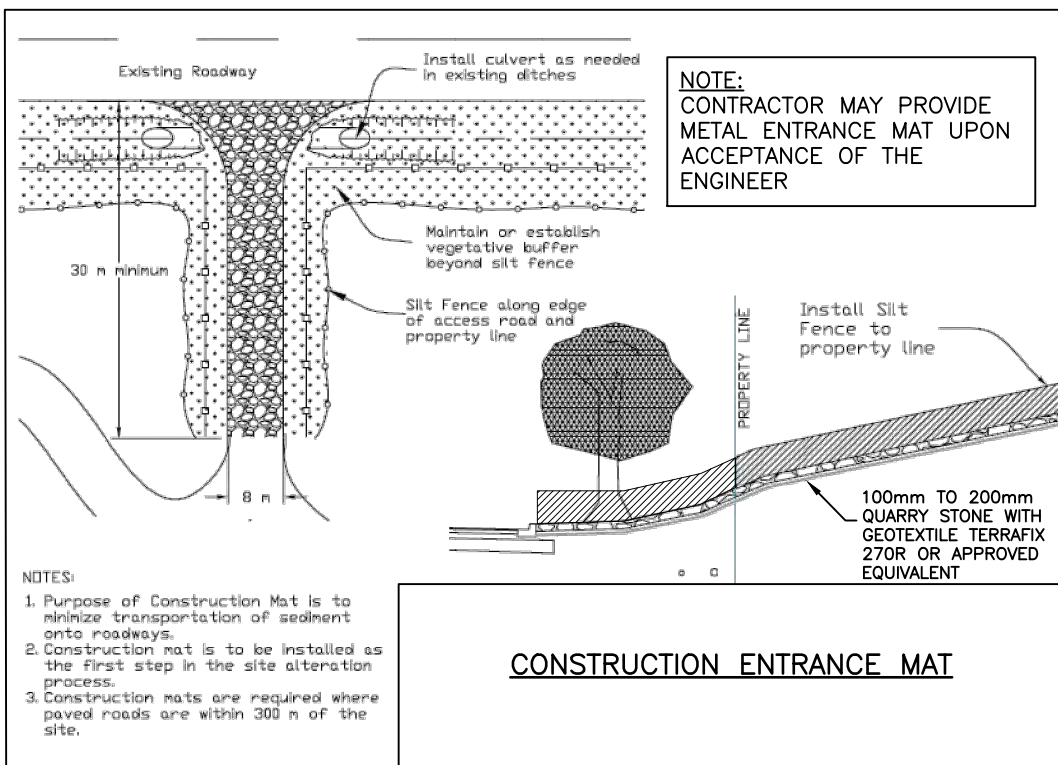 Existing Roadway
Install culvert as needed
in existing ditches
NOTE:
CONTRACTOR MAY PROVIDE
METAL ENTRANCE MAT UPON
ACCEPTANCE OF THE
ENGINEER
Maintain or establish
vegetative buffer
beyond silt fence
30 m minimum
Silt Fence along edge
of access road and
property line
PROPERTY LINE
Install Silt
Fence to
property line
8 m
100mm TO 200mm
QUARRY STONE WITH
GEOTEXTILE TERRAFIX
270R OR APPROVED
EQUIVALENT
NOTES:
1. Purpose of Construction Mat is to
minimize transportation of sediment
onto roadways.
2. Construction mat is to be installed as
the first step in the site alteration
process.
3. Construction mats are required where
paved roads are within 300 m of the
site.
CONSTRUCTION ENTRANCE MAT